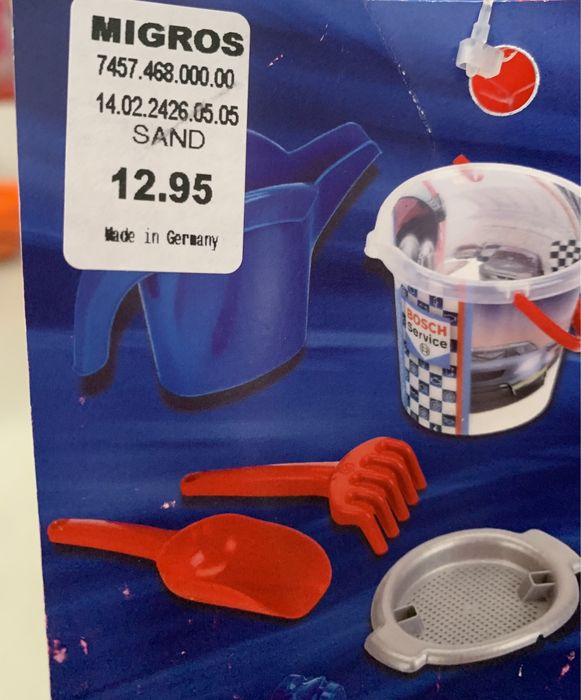 MIGROS
7457.468.000.00
14.02.2426.05.05
SAND
12.95
Made in Germany
BOSCH
Service